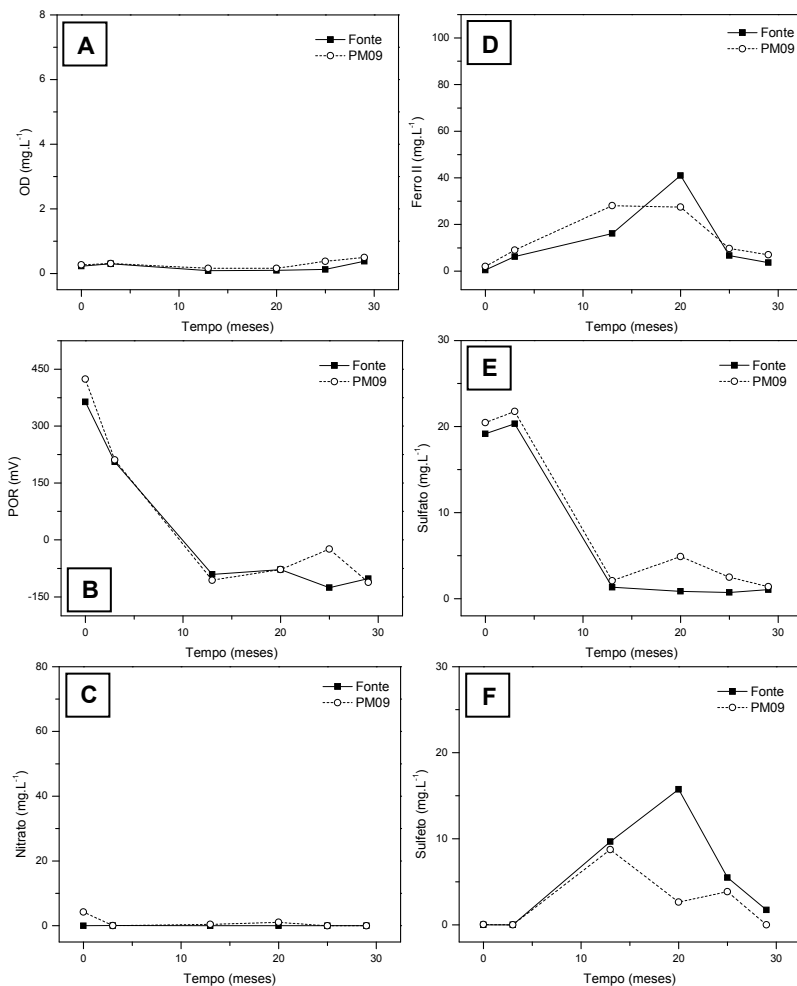 A
Fonte
PM09
8
6
4
2
0
OD (mg.L⁻¹)
0
10
20
30
Tempo (meses)
D
Fonte
PM09
100
80
60
40
20
0
Ferro II (mg.L⁻¹)
0
10
20
30
Tempo (meses)
B
Fonte
PM09
450
300
150
0
-150
POR (mV)
0
10
20
30
Tempo (meses)
E
Fonte
PM09
30
20
10
0
Sulfato (mg.L⁻¹)
0
10
20
30
Tempo (meses)
C
Fonte
PM09
80
60
40
20
0
Nitrato (mg.L⁻¹)
0
10
20
30
Tempo (meses)
F
Fonte
PM09
30
20
10
0
Sulfeto (mg.L⁻¹)
0
10
20
30
Tempo (meses)